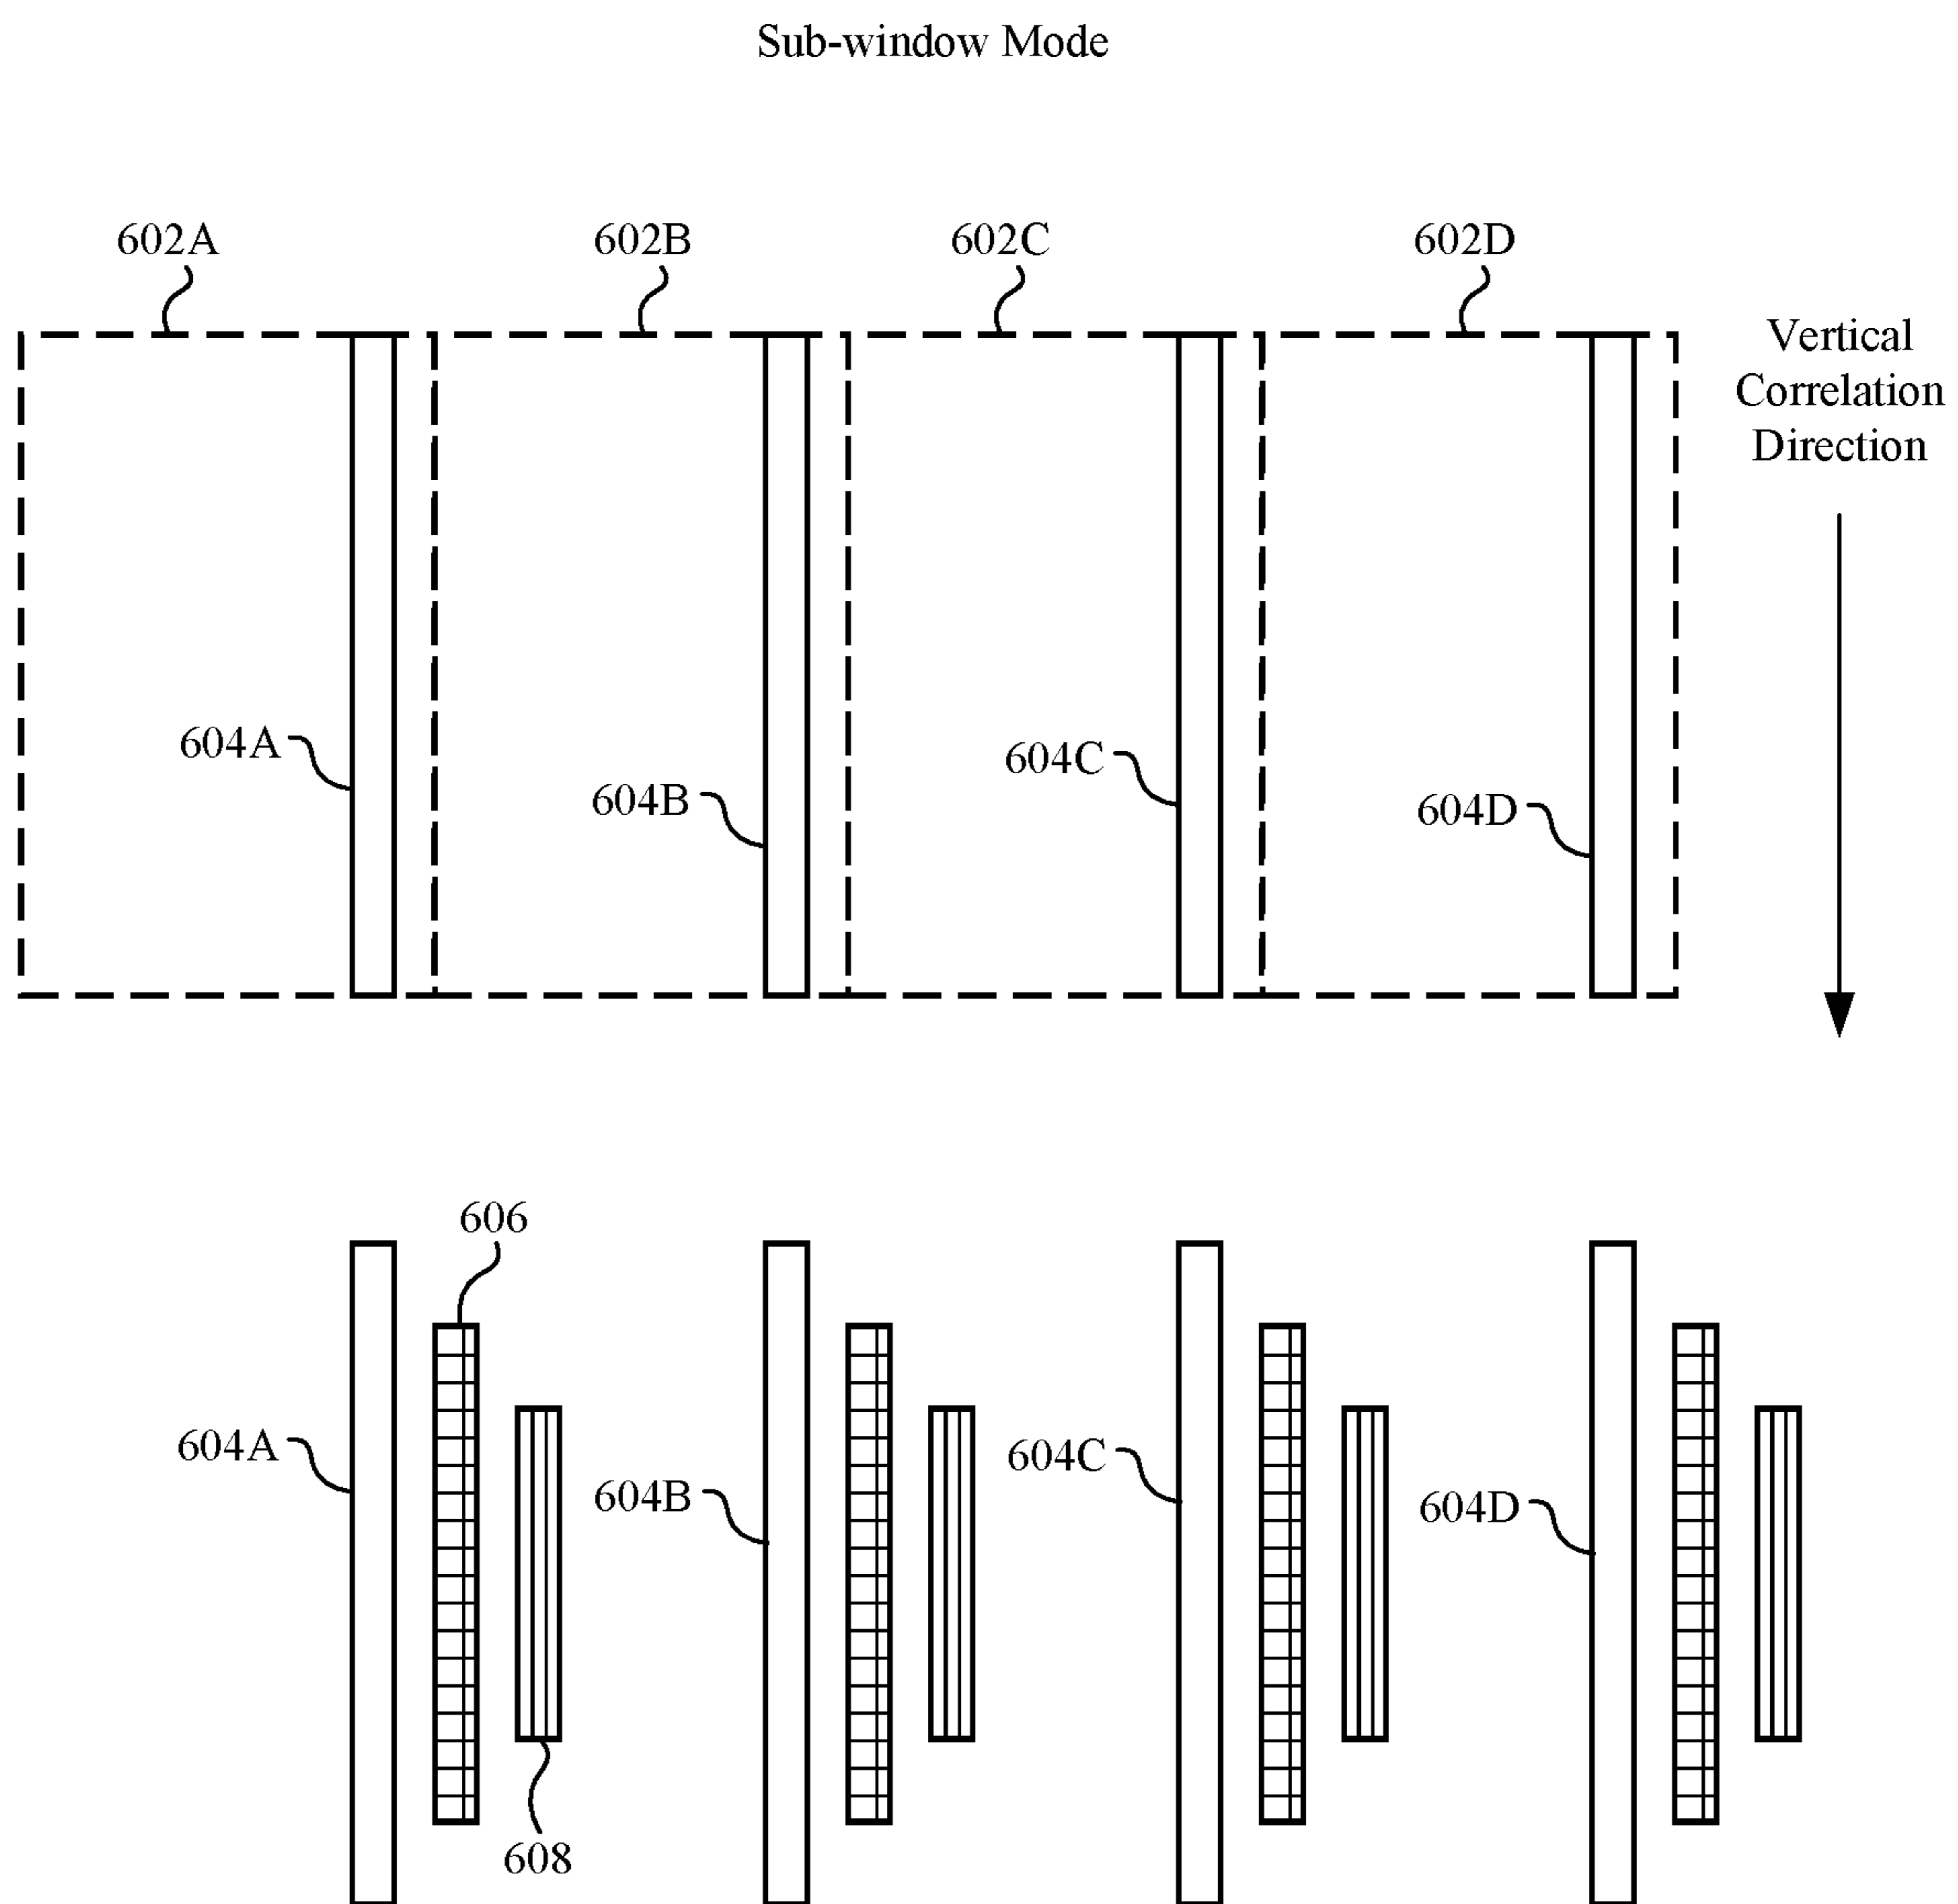 Sub-window Mode
602A
602B
602C
602D
Vertical
Correlation
Direction
604A
604B
604C
604D
606
604A
604B
604C
604D
608